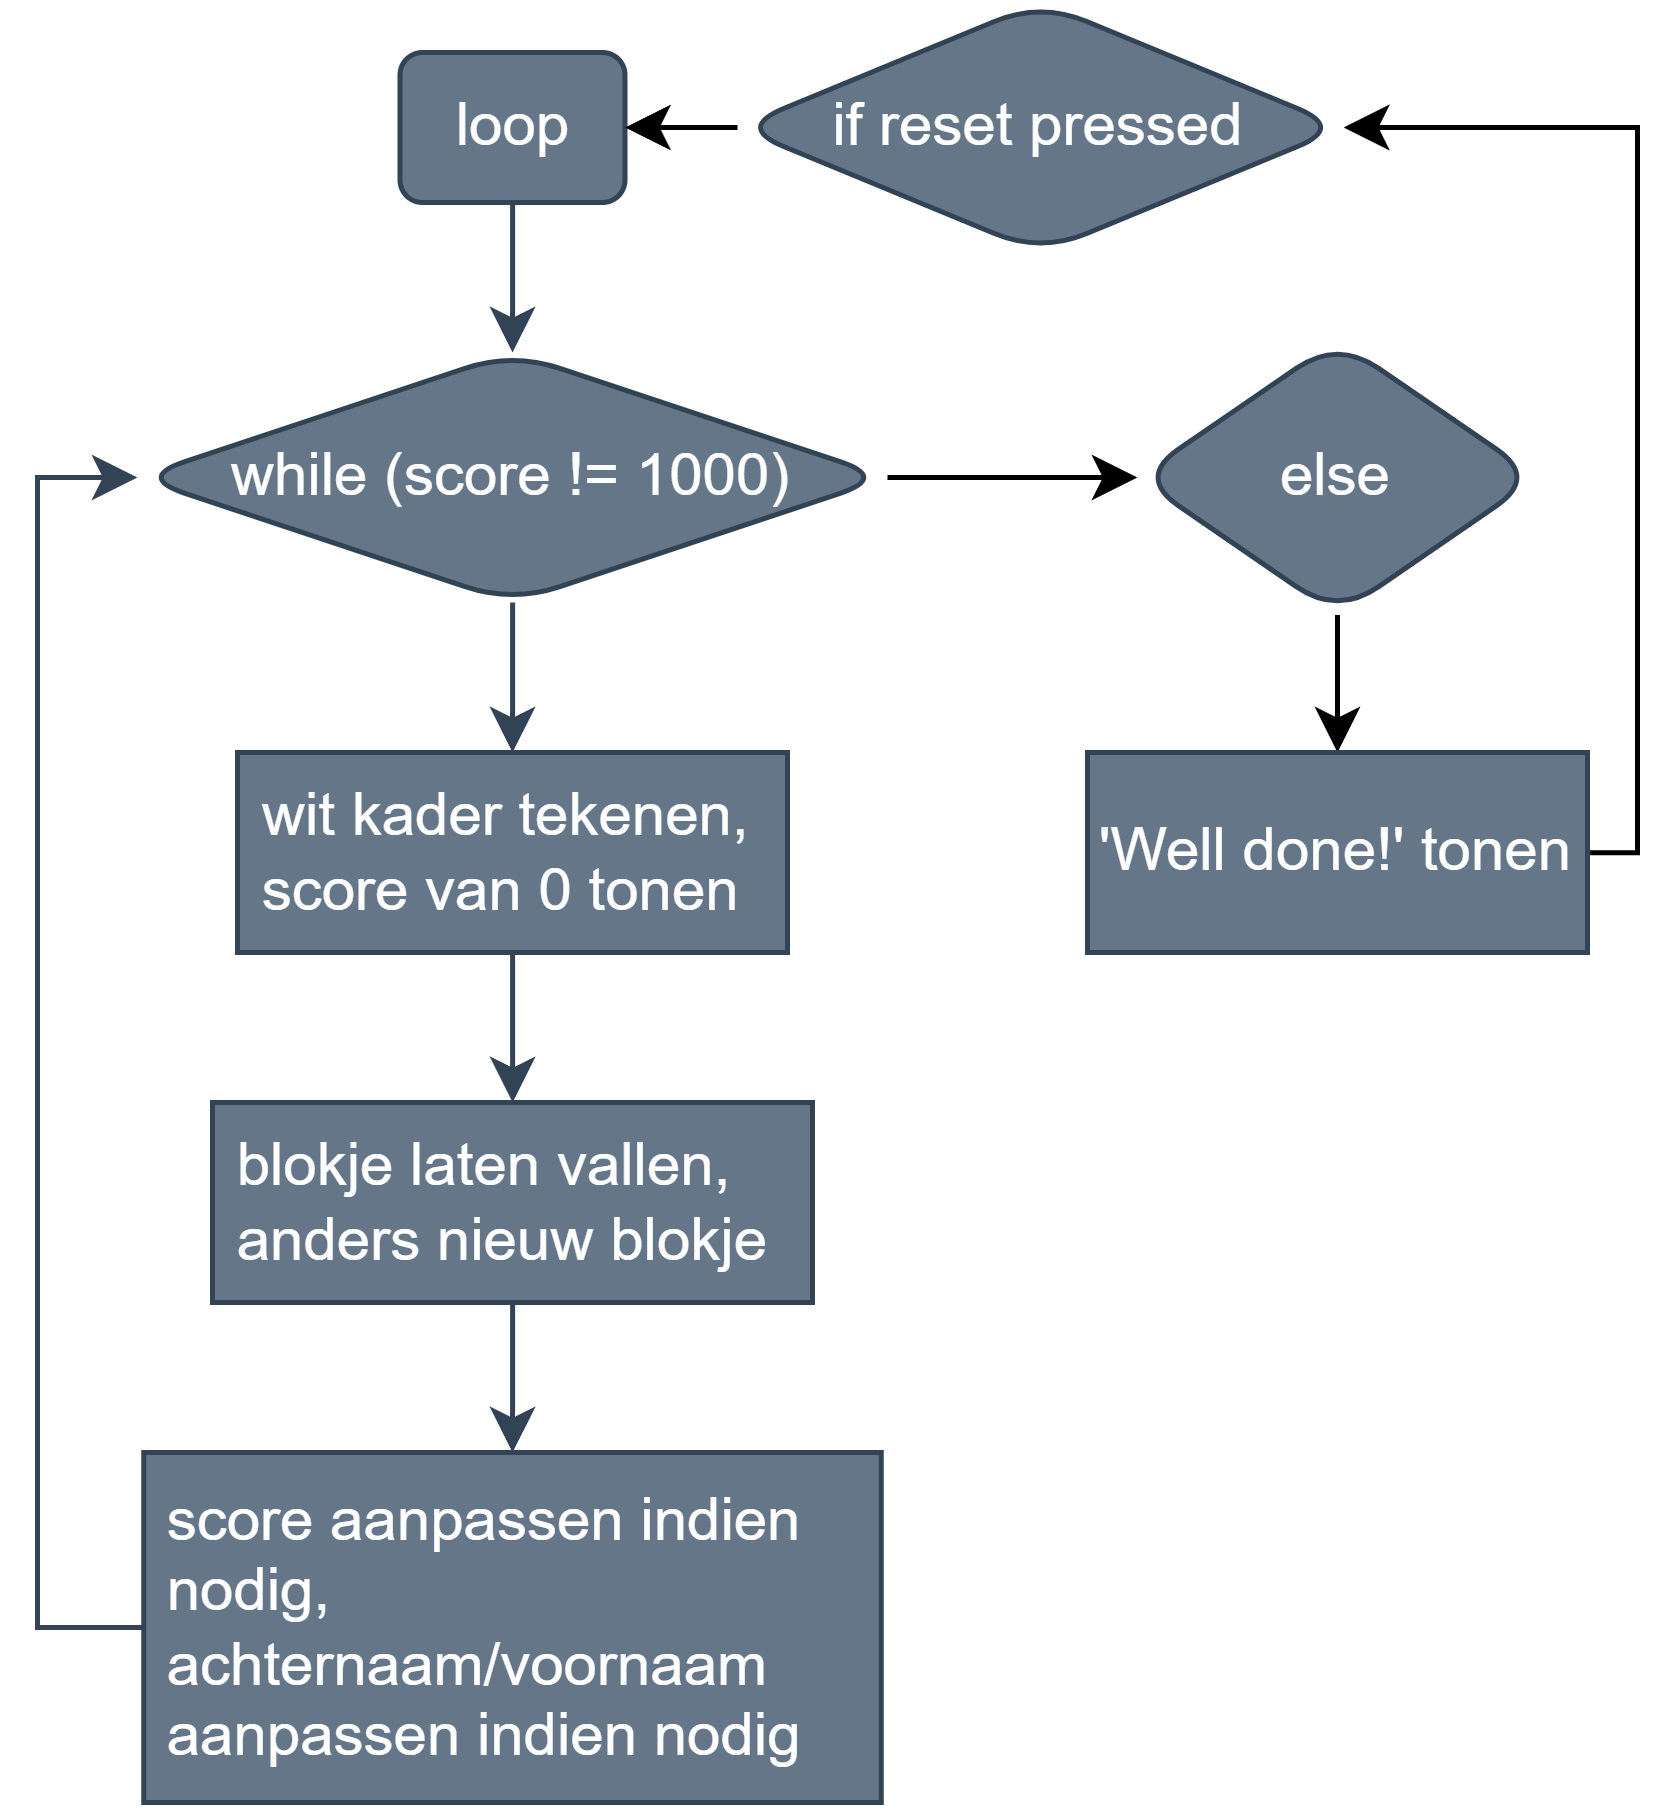 loop
if reset pressed
while (score != 1000)
else
wit kader tekenen,
score van 0 tonen
'Well done!' tonen
blokje laten vallen,
anders nieuw blokje
score aanpassen indien
nodig,
achternaam/voornaam
aanpassen indien nodig